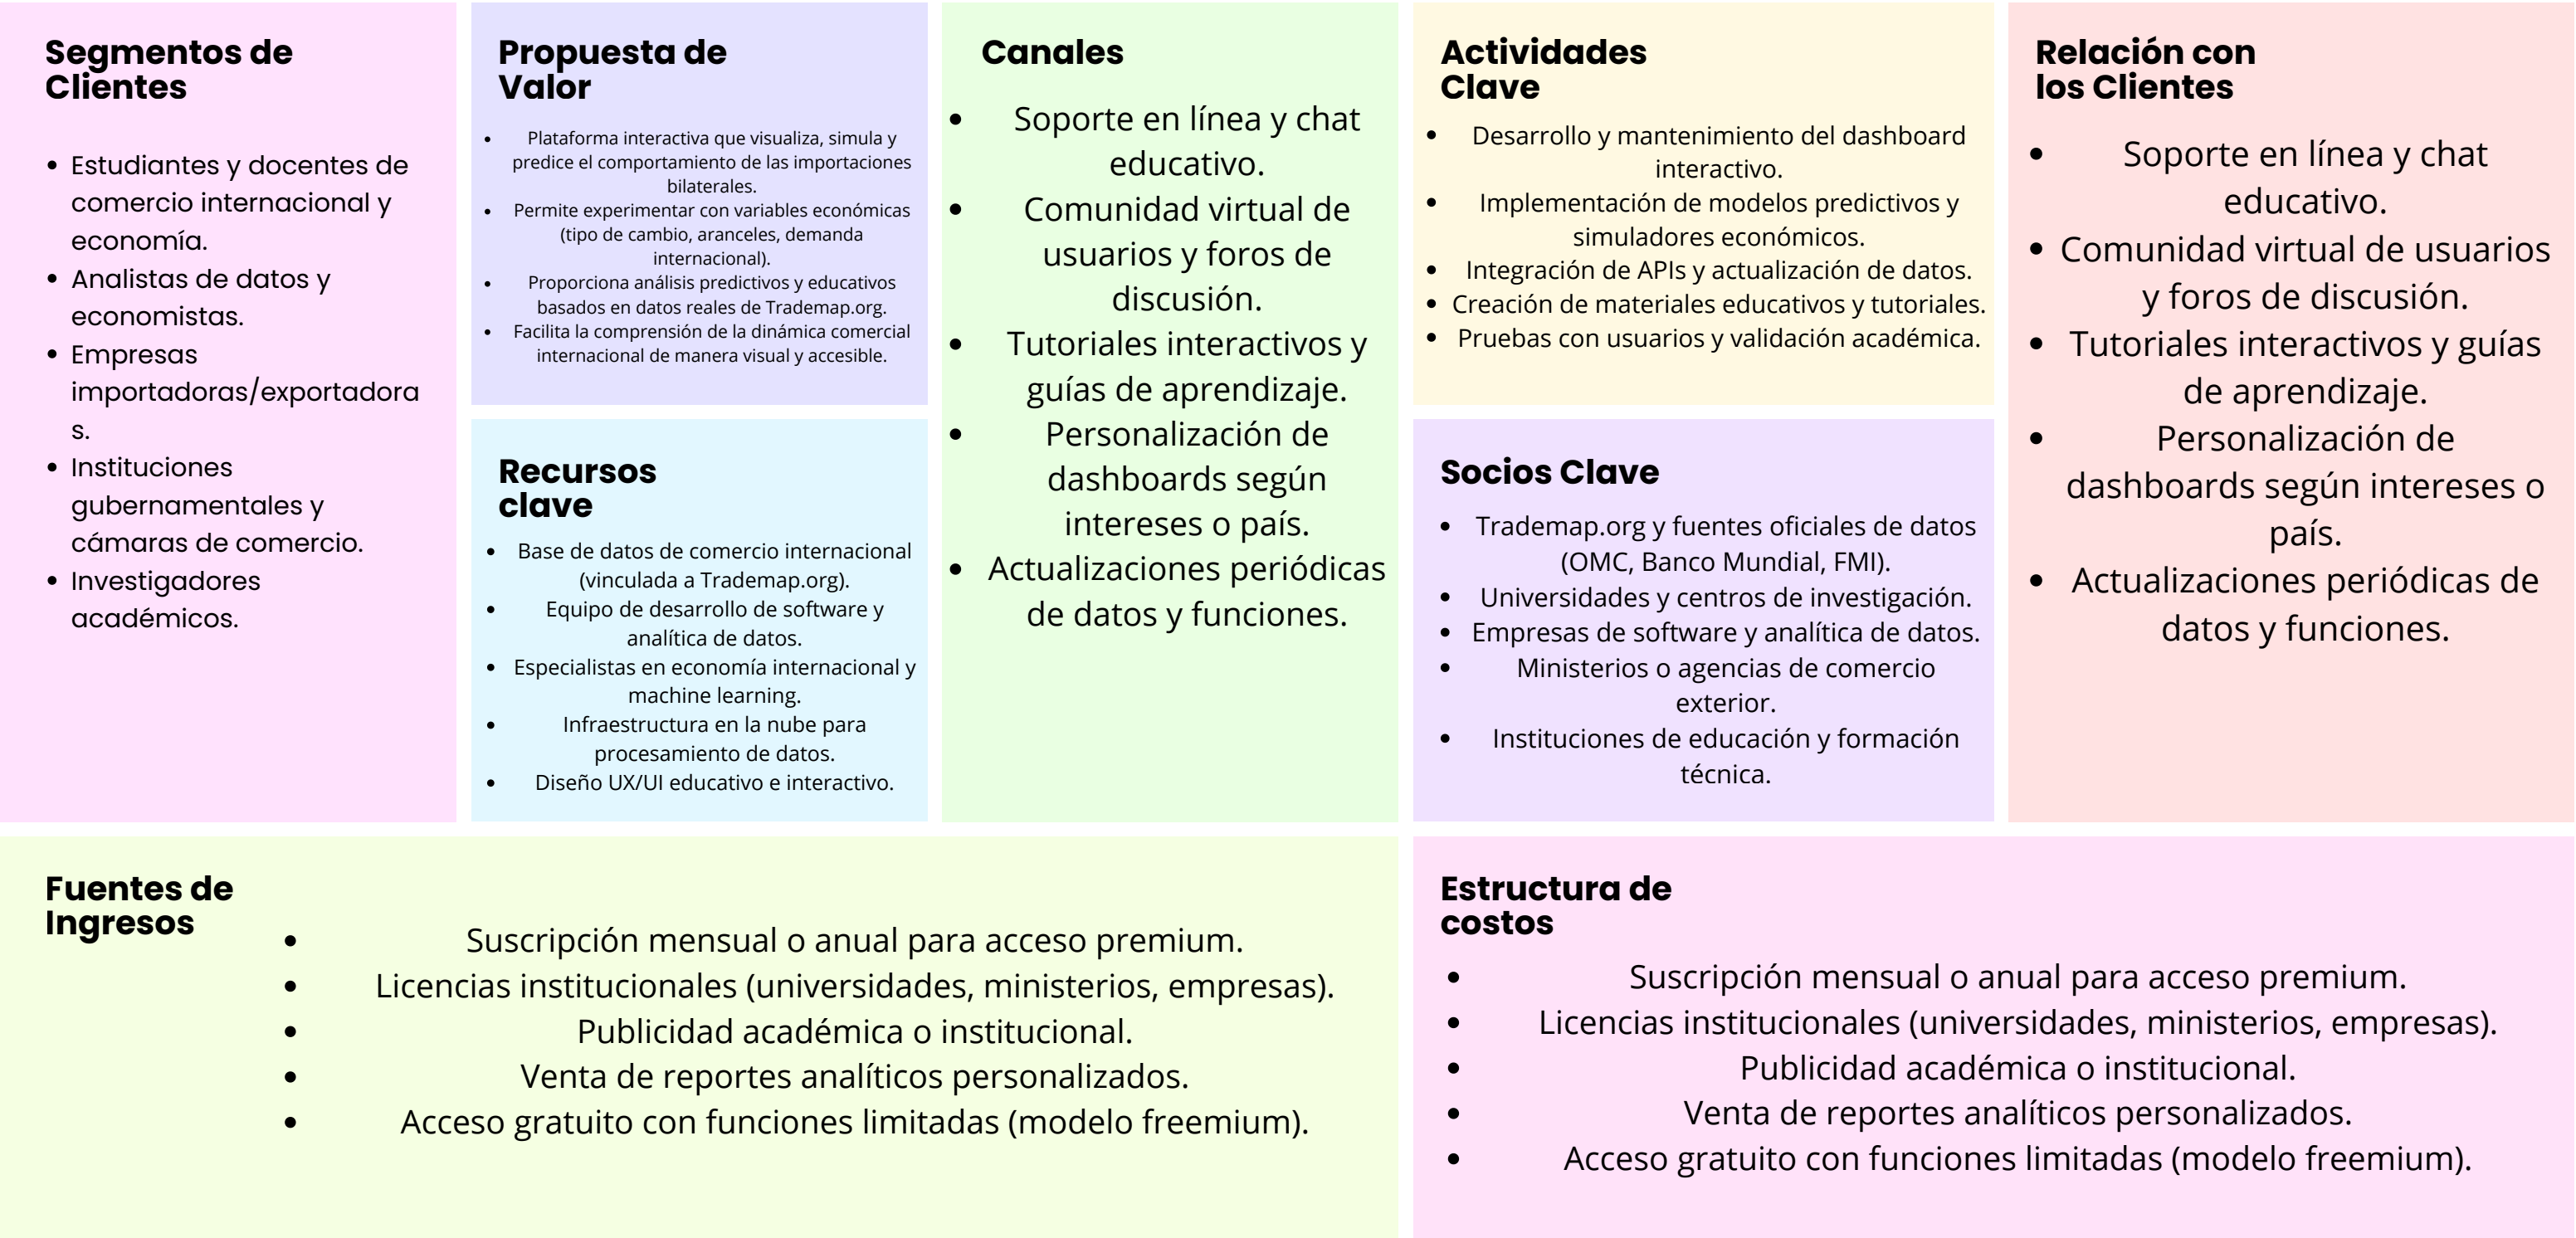 Segmentos de
Clientes
• Estudiantes y docentes de
comercio internacional y
economía.
• Analistas de datos y
economistas.
• Empresas
importadoras/exportadora
s.
• Instituciones
gubernamentales y
cámaras de comercio.
• Investigadores
académicos.
Propuesta de
Valor
• Plataforma interactiva que visualiza, simula y
predice el comportamiento de las importaciones
bilaterales.
• Permite experimentar con variables económicas
(tipo de cambio, aranceles, demanda
internacional).
• Proporciona análisis predictivos y educativos
basados en datos reales de Trademap.org.
• Facilita la comprensión de la dinámica comercial
internacional de manera visual y accesible.
Recursos
clave
• Base de datos de comercio internacional
(vinculada a Trademap.org).
• Equipo de desarrollo de software y
analítica de datos.
• Especialistas en economía internacional y
machine learning.
• Infraestructura en la nube para
procesamiento de datos.
• Diseño UX/UI educativo e interactivo.
Canales
• Soporte en línea y chat
educativo.
• Comunidad virtual de
usuarios y foros de
discusión.
• Tutoriales interactivos y
guías de aprendizaje.
• Personalización de
dashboards según
intereses o país.
• Actualizaciones periódicas
de datos y funciones.
Actividades
Clave
• Desarrollo y mantenimiento del dashboard
interactivo.
• Implementación de modelos predictivos y
simuladores económicos.
• Integración de APIs y actualización de datos.
• Creación de materiales educativos y tutoriales.
• Pruebas con usuarios y validación académica.
Socios Clave
• Trademap.org y fuentes oficiales de datos
(OMC, Banco Mundial, FMI).
• Universidades y centros de investigación.
• Empresas de software y analítica de datos.
• Ministerios o agencias de comercio
exterior.
• Instituciones de educación y formación
técnica.
Relación con
los Clientes
• Soporte en línea y chat
educativo.
• Comunidad virtual de usuarios
y foros de discusión.
• Tutoriales interactivos y guías
de aprendizaje.
• Personalización de
dashboards según intereses o
país.
• Actualizaciones periódicas de
datos y funciones.
Fuentes de
Ingresos
• Suscripción mensual o anual para acceso premium.
• Licencias institucionales (universidades, ministerios, empresas).
• Publicidad académica o institucional.
• Venta de reportes analíticos personalizados.
• Acceso gratuito con funciones limitadas (modelo freemium).
Estructura de
costos
• Suscripción mensual o anual para acceso premium.
• Licencias institucionales (universidades, ministerios, empresas).
• Publicidad académica o institucional.
• Venta de reportes analíticos personalizados.
• Acceso gratuito con funciones limitadas (modelo freemium).